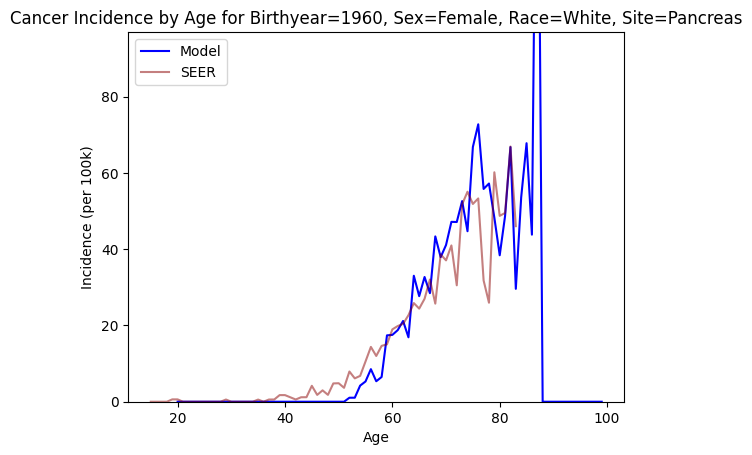 Cancer Incidence by Age for Birthyear=1960, Sex=Female, Race=White, Site=Pancreas
Model
SEER
80
60
40
20
0
Incidence (per 100k)
20
40
60
80
100
Age